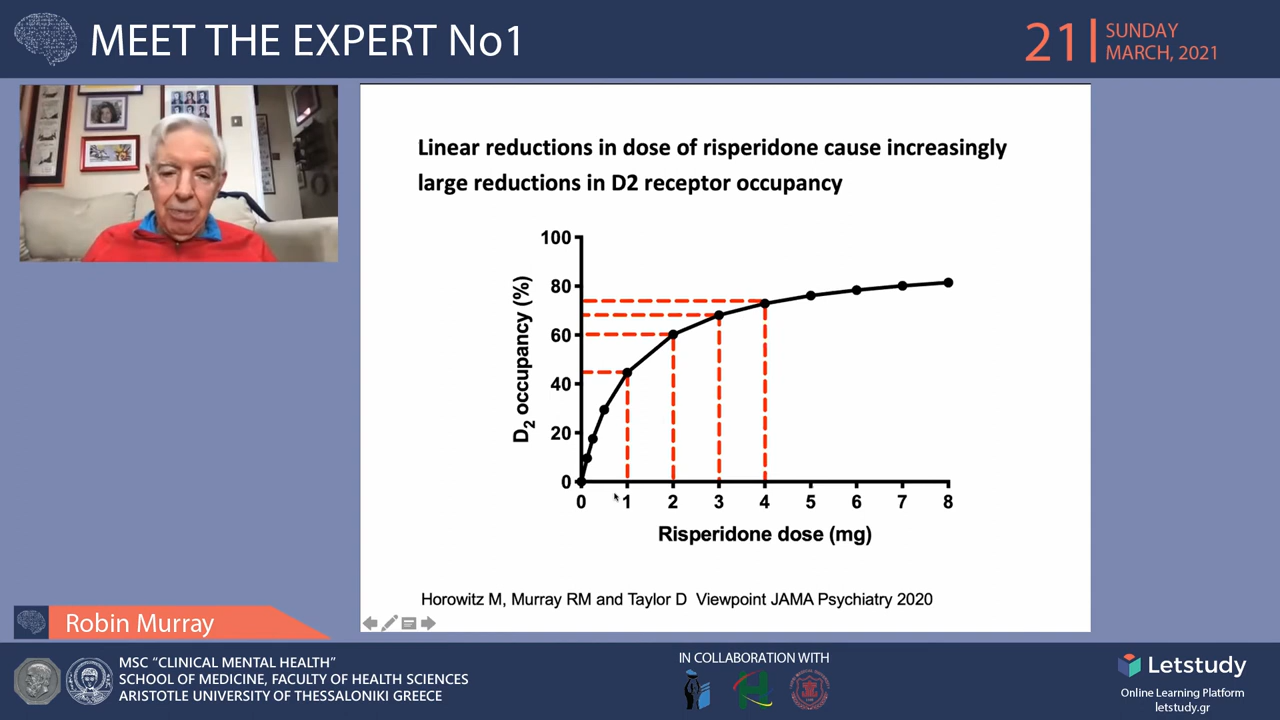 MEET THE EXPERT No1
21
SUNDAY
MARCH, 2021
Linear reductions in dose of risperidone cause increasingly
large reductions in D2 receptor occupancy
D2 occupancy (%)
100
80
60
40
20
0
0 1 2 3 4 5 6 7 8
Risperidone dose (mg)
Horowitz M, Murray RM and Taylor D Viewpoint JAMA Psychiatry 2020
Robin Murray
MSC “CLINICAL MENTAL HEALTH”
SCHOOL OF MEDICINE, FACULTY OF HEALTH SCIENCES
ARISTOTLE UNIVERSITY OF THESSALONIKI GREECE
IN COLLABORATION WITH
Letstudy
Online Learning Platform
letstudy.gr